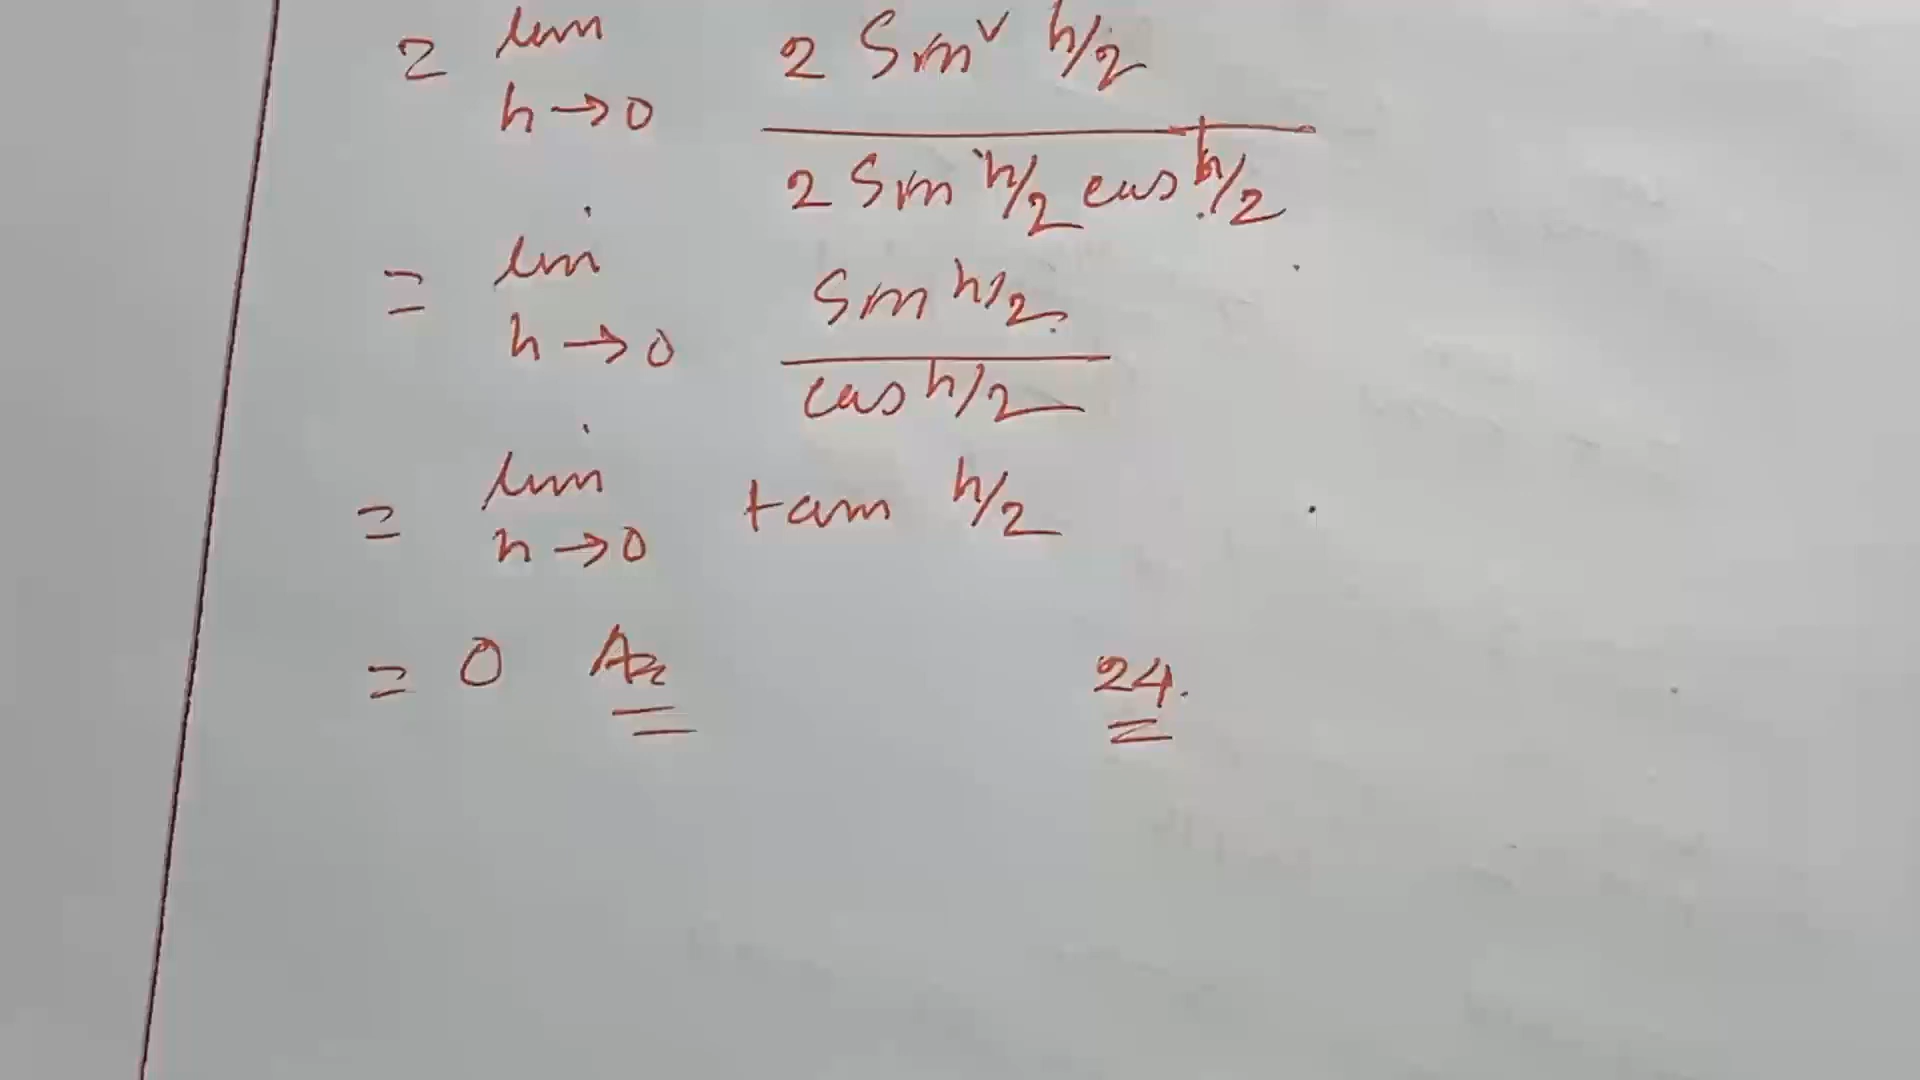 = lim 2 Sin² h/2
h→0 2 Sin h/2 cos h/2
= lim Sin h/2
h→0 cos h/2
= lim tan h/2
h→0
= 0 Ans 24.